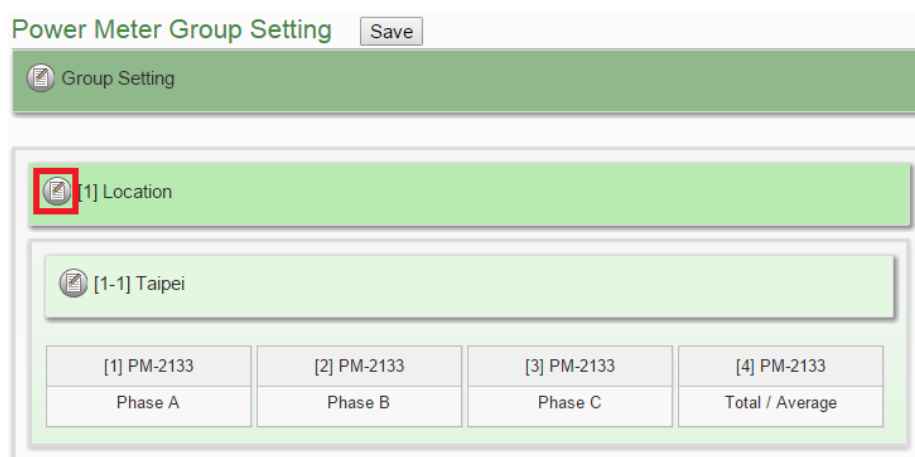 Power Meter Group Setting Save
Group Setting
[1] Location
[1-1] Taipei
[1] PM-2133 [2] PM-2133 [3] PM-2133 [4] PM-2133
Phase A Phase B Phase C Total / Average